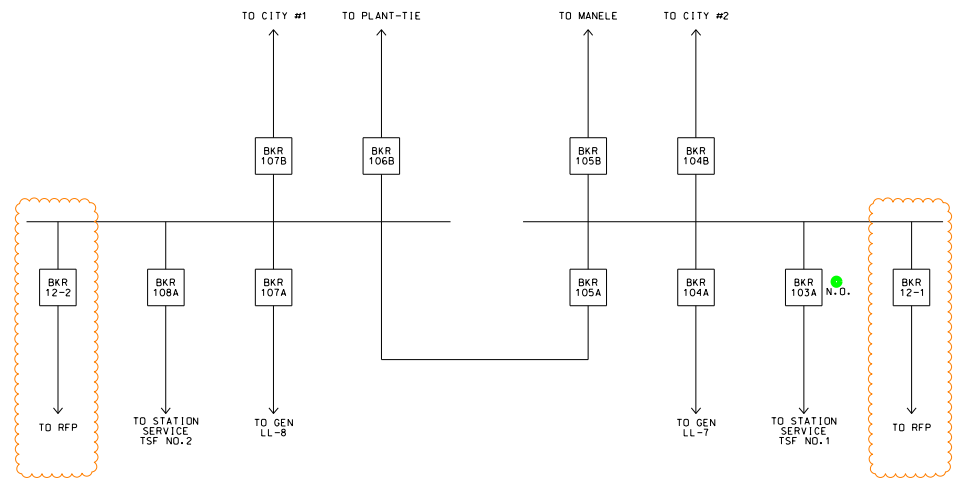 TO CITY #1
TO PLANT-TIE
TO MANELE
TO CITY #2
BKR
107B
BKR
106B
BKR
105B
BKR
104B
BKR
12-2
BKR
108A
BKR
107A
BKR
105A
BKR
104A
BKR
103A
N.O.
BKR
12-1
TO RFP
TO STATION
SERVICE
TSF NO.2
TO GEN
LL-8
TO GEN
LL-7
TO STATION
SERVICE
TSF NO.1
TO RFP